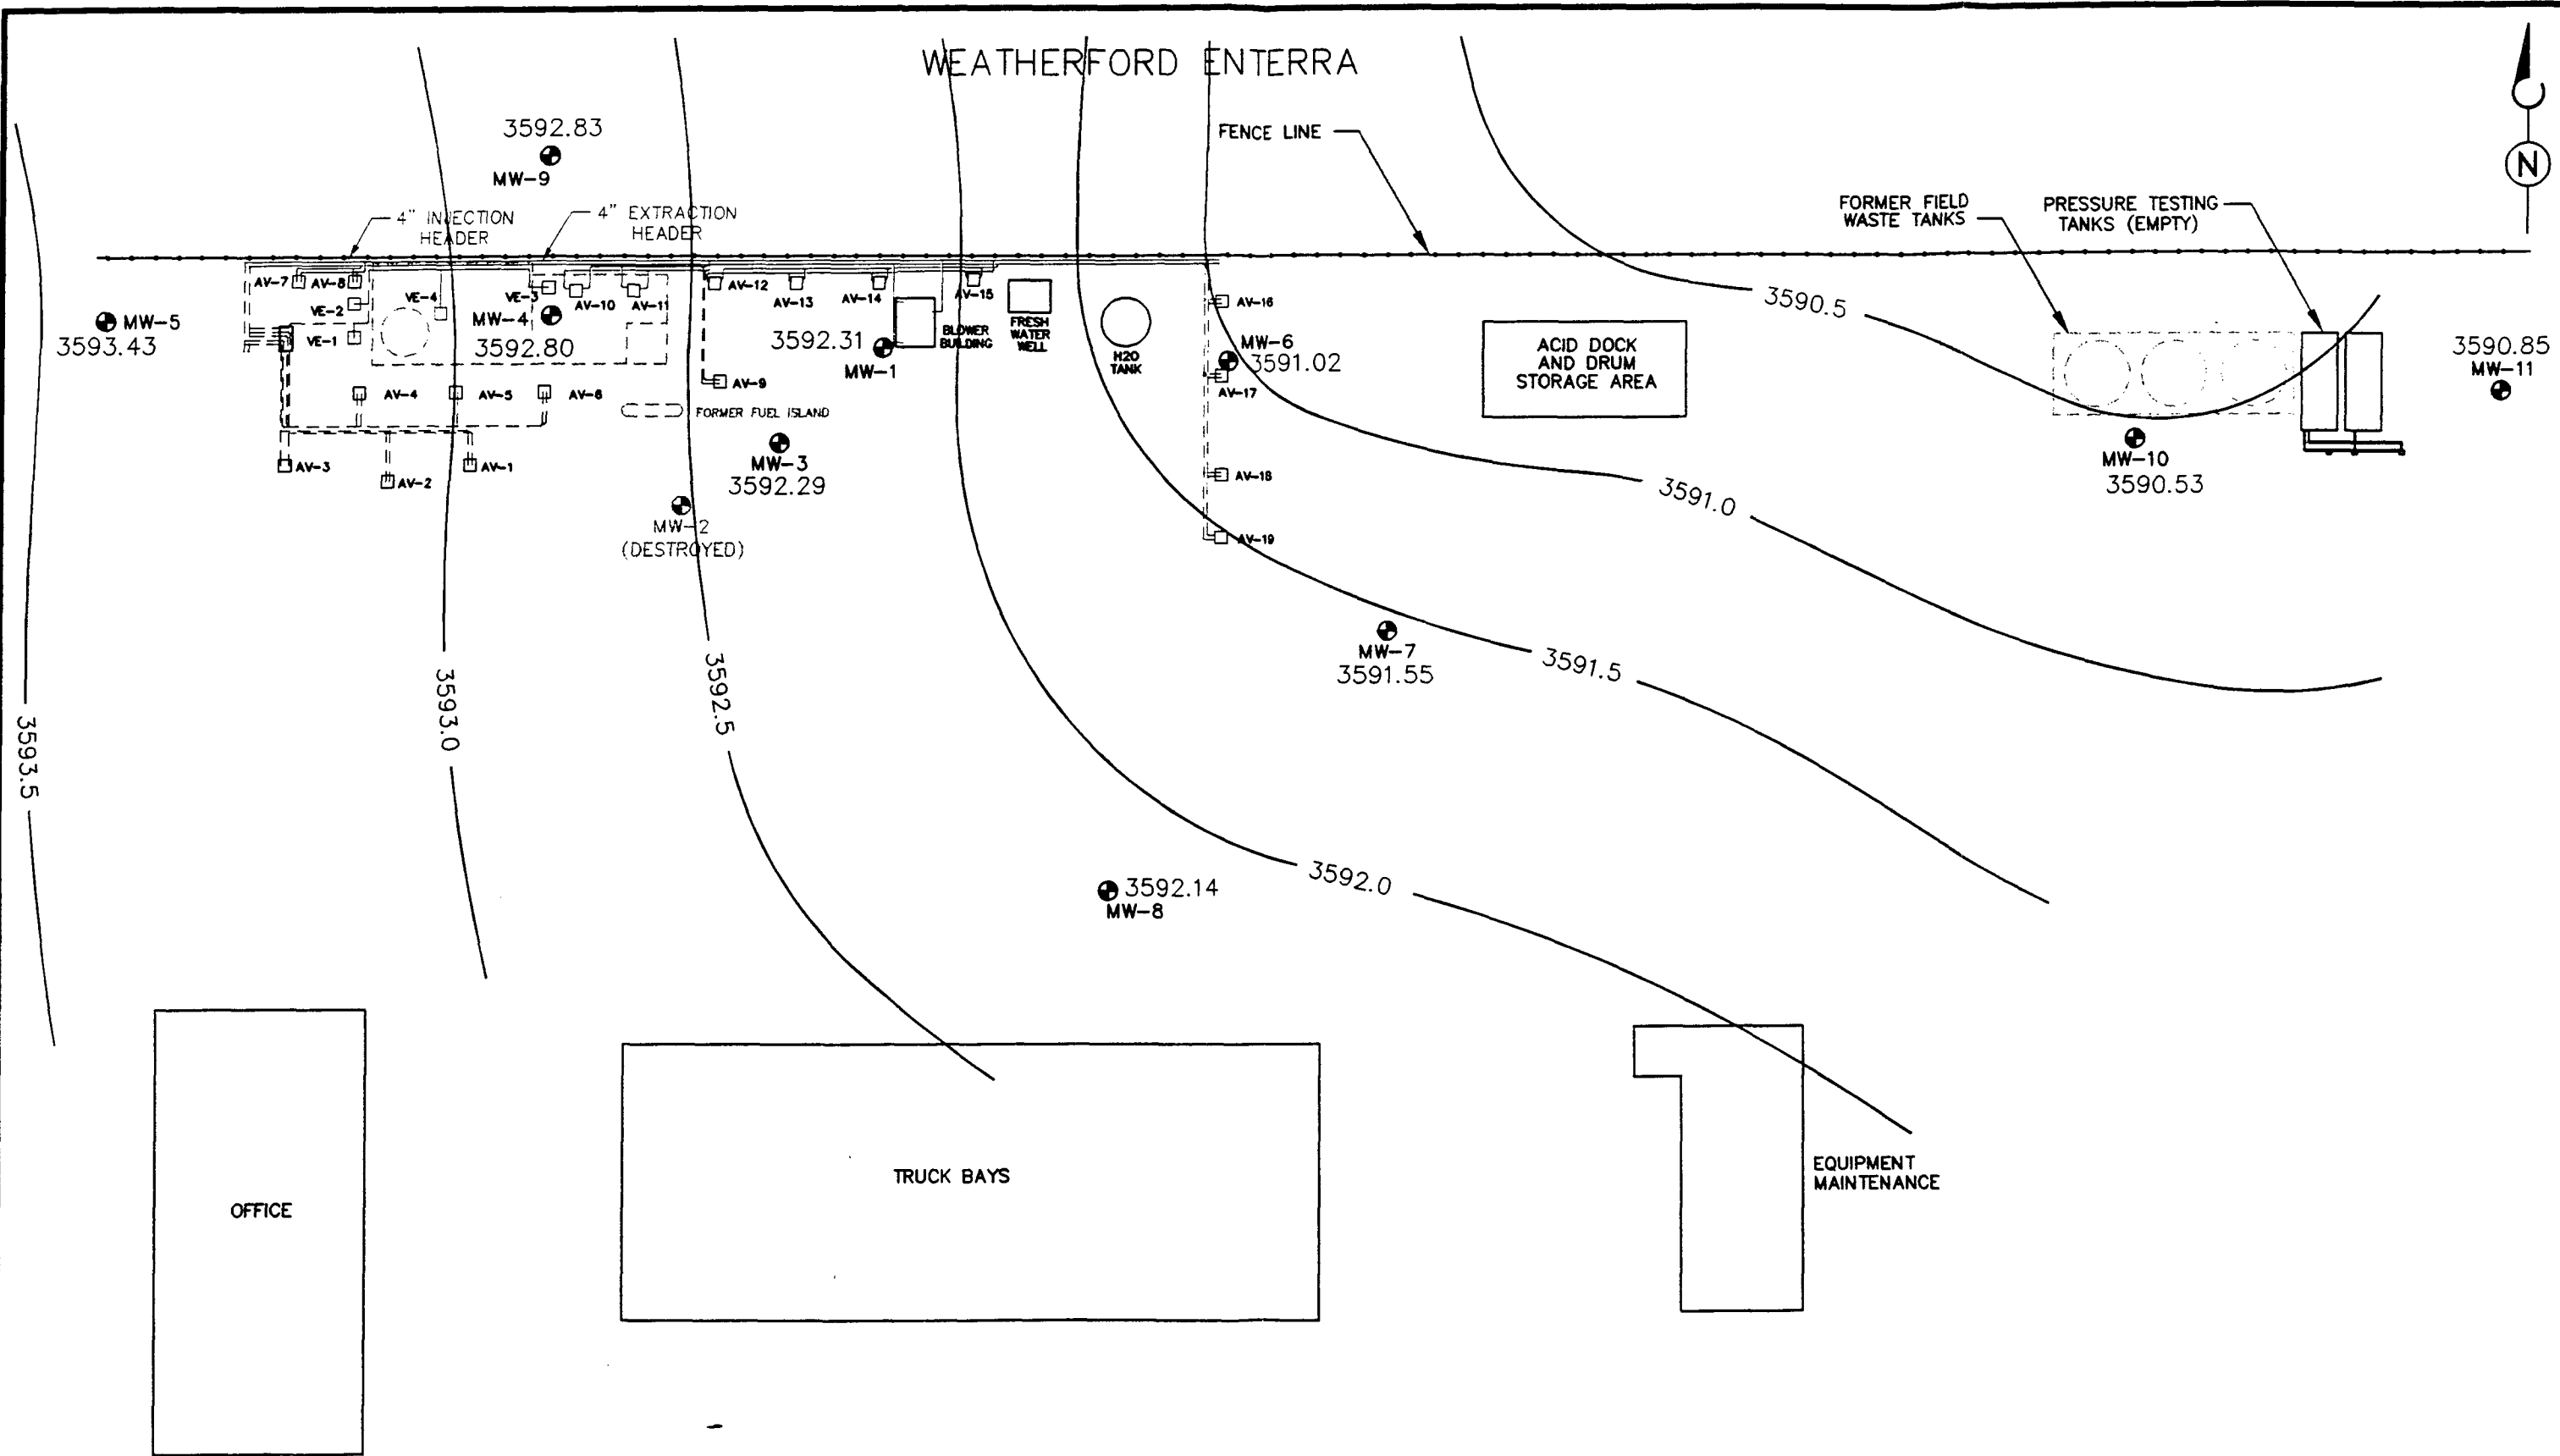 WEATHERFORD ENTERRA
3592.83
MW-9
FENCE LINE
FORMER FIELD
WASTE TANKS
PRESSURE TESTING
TANKS (EMPTY)
N
4" INJECTION
HEADER
4" EXTRACTION
HEADER
AV-7
AV-8
VE-4
VE-3
AV-10
AV-11
AV-12
AV-13
AV-14
AV-15
AV-16
3590.5
MW-5
3593.43
VE-2
VE-1
MW-4
3592.80
3592.31
MW-1
BLOWER
BUILDING
FRESH
WATER
WELL
H2O
TANK
MW-6
3591.02
AV-17
ACID DOCK
AND DRUM
STORAGE AREA
3590.85
MW-11
AV-4
AV-5
AV-6
AV-9
FORMER FUEL ISLAND
MW-3
3592.29
AV-3
AV-2
AV-1
AV-18
3591.0
MW-10
3590.53
MW-2
(DESTROYED)
AV-19
MW-7
3591.55
3591.5
3593.5
3593.0
3592.5
3592.14
MW-8
3592.0
OFFICE
TRUCK BAYS
EQUIPMENT
MAINTENANCE